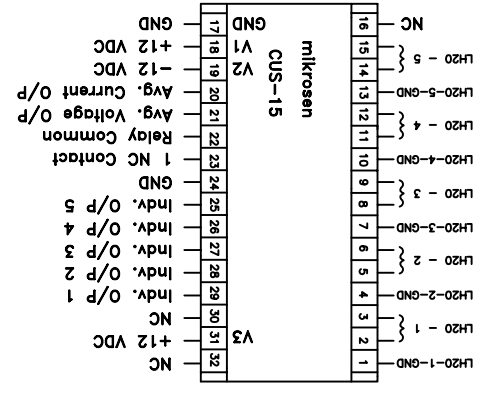 LH20-1-GND 1
2
LH20 - 1
3
LH20-2-GND 4
5
LH20 - 2
6
LH20-3-GND 7
8
LH20 - 3
9
LH20-4-GND 10
11
LH20 - 4
12
LH20-5-GND 13
14
LH20 - 5
15
NC 16
mikrosen
CUS-15
V3
V2
V1
GND
32 NC
31 +12 VDC
30 NC
29 Indv. O/P 1
28 Indv. O/P 2
27 Indv. O/P 3
26 Indv. O/P 4
25 Indv. O/P 5
24 GND
23 1 NC Contact
22 Relay Common
21 Avg. Voltage O/P
20 Avg. Current O/P
19 -12 VDC
18 +12 VDC
17 GND